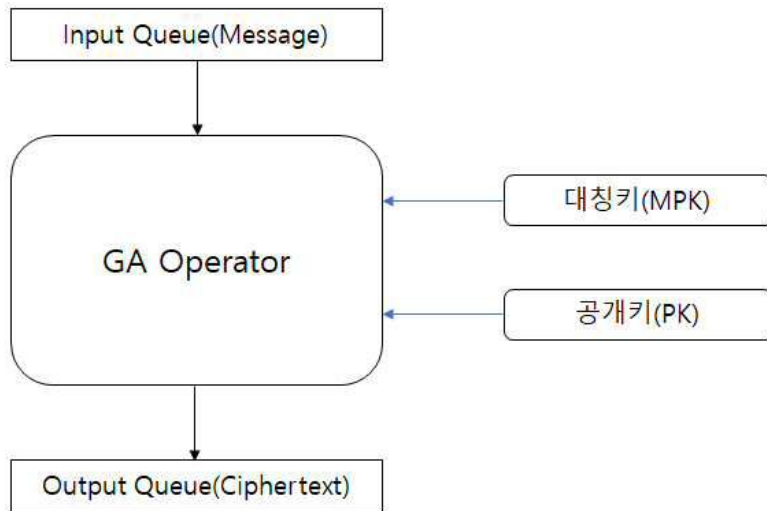 Input Queue(Message)
대칭키(MPK)
GA Operator
공개키(PK)
Output Queue(Ciphertext)